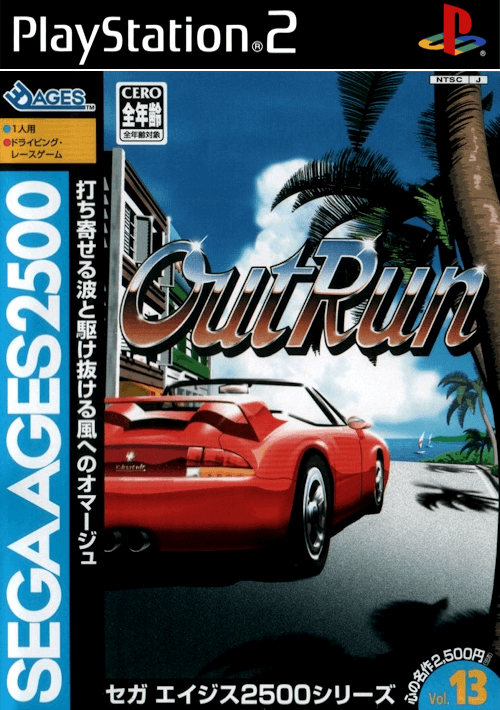 PlayStation®2
PS
NTSC J
AGES™
CERO
全年齢
全年齢対象
1人用
ドライビング・
レースゲーム
SEGA AGES 2500
打ち寄せる波と駆け抜ける風へのオマージュ
OutRun
セガ エイジス2500シリーズ
心の名作2,500円
Vol. 13